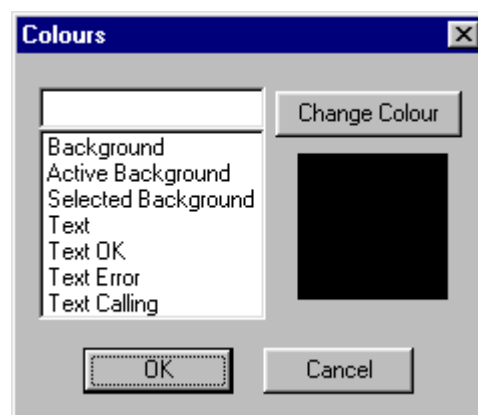 Colours
Change Colour
Background
Active Background
Selected Background
Text
Text OK
Text Error
Text Calling
OK
Cancel